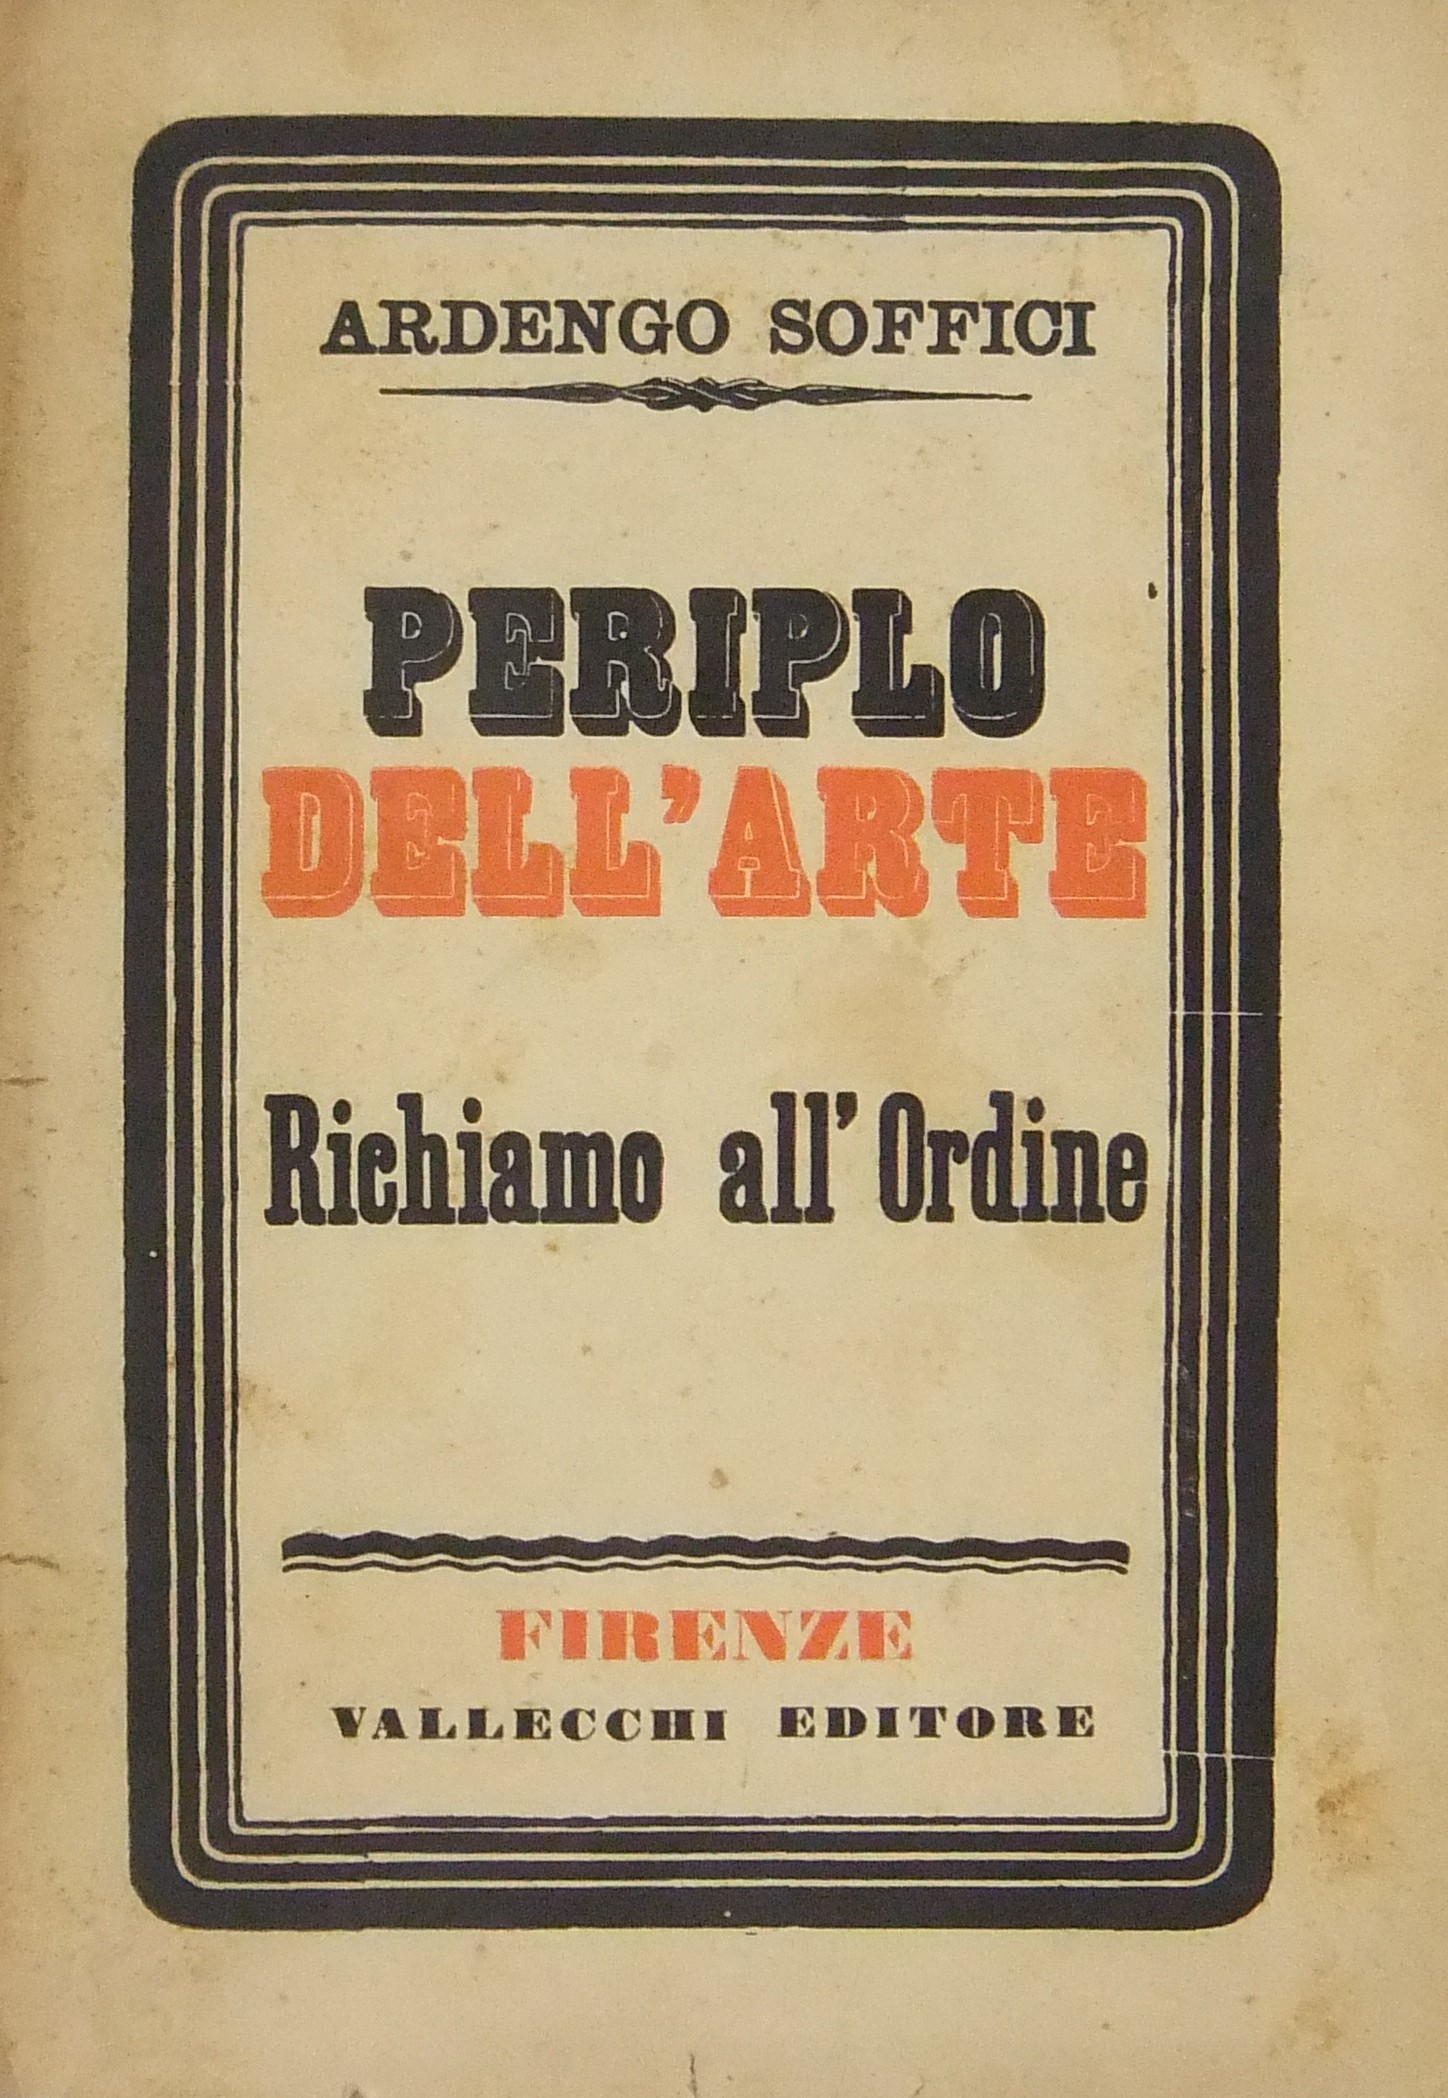 ARDENGO SOFFICI
PERIPLO
DELL'ARTE
Richiamo all'Ordine
FIRENZE
VALLECCHI EDITORE